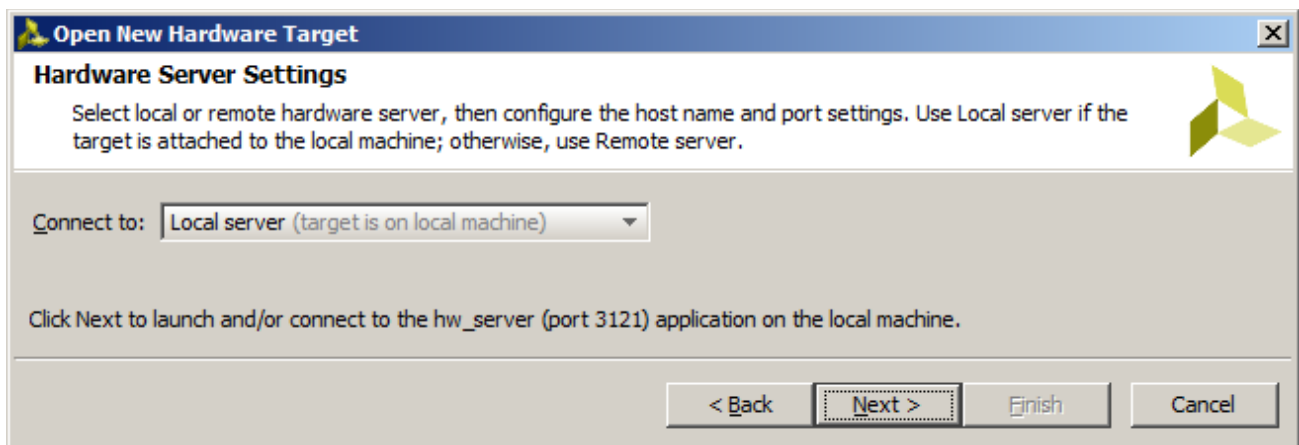 Open New Hardware Target
Hardware Server Settings
Select local or remote hardware server, then configure the host name and port settings. Use Local server if the
target is attached to the local machine; otherwise, use Remote server.
Connect to: Local server (target is on local machine)
Click Next to launch and/or connect to the hw_server (port 3121) application on the local machine.
< Back Next > Finish Cancel